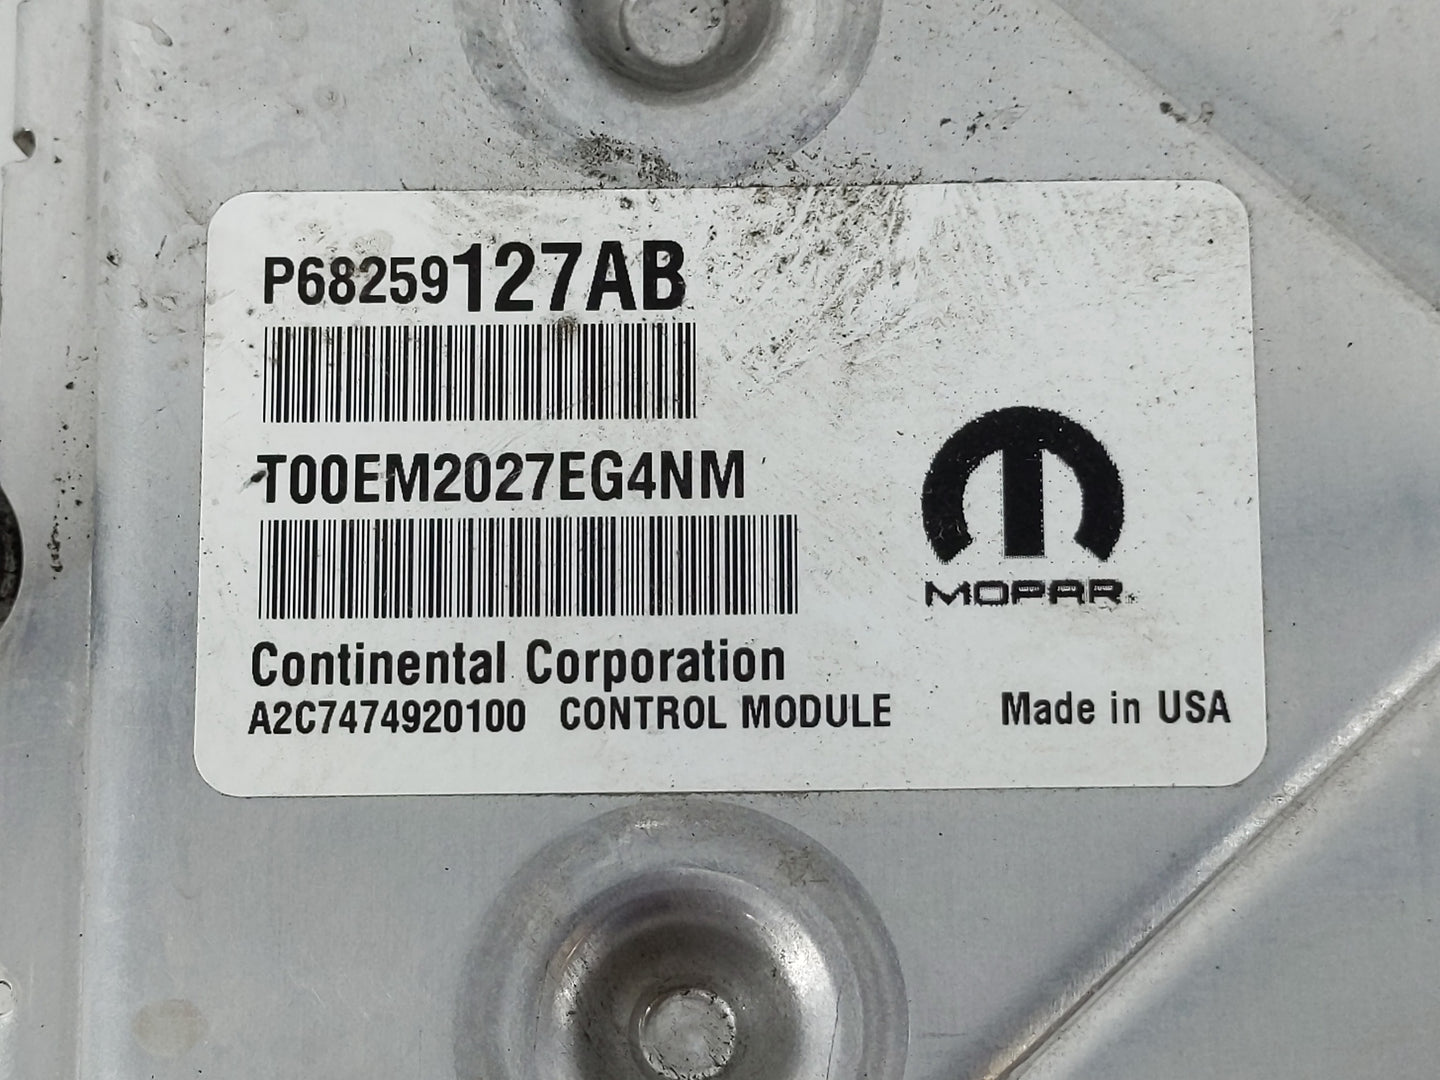 P68259127AB
T00EM2027EG4NM
MOPAR
Continental Corporation
A2C7474920100 CONTROL MODULE Made in USA